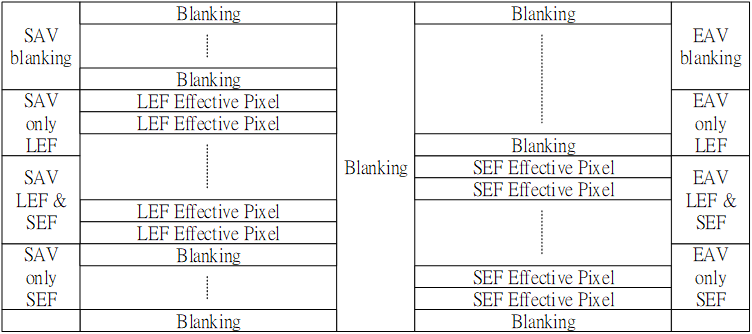 Blanking
Blanking
SAV
blanking
EAV
blanking
Blanking
SAV
only
LEF
LEF Effective Pixel
LEF Effective Pixel
EAV
only
LEF
Blanking
Blanking
SAV
LEF &
SEF
SEF Effective Pixel
SEF Effective Pixel
EAV
LEF &
SEF
LEF Effective Pixel
LEF Effective Pixel
SAV
only
SEF
Blanking
EAV
only
SEF
SEF Effective Pixel
SEF Effective Pixel
Blanking
Blanking